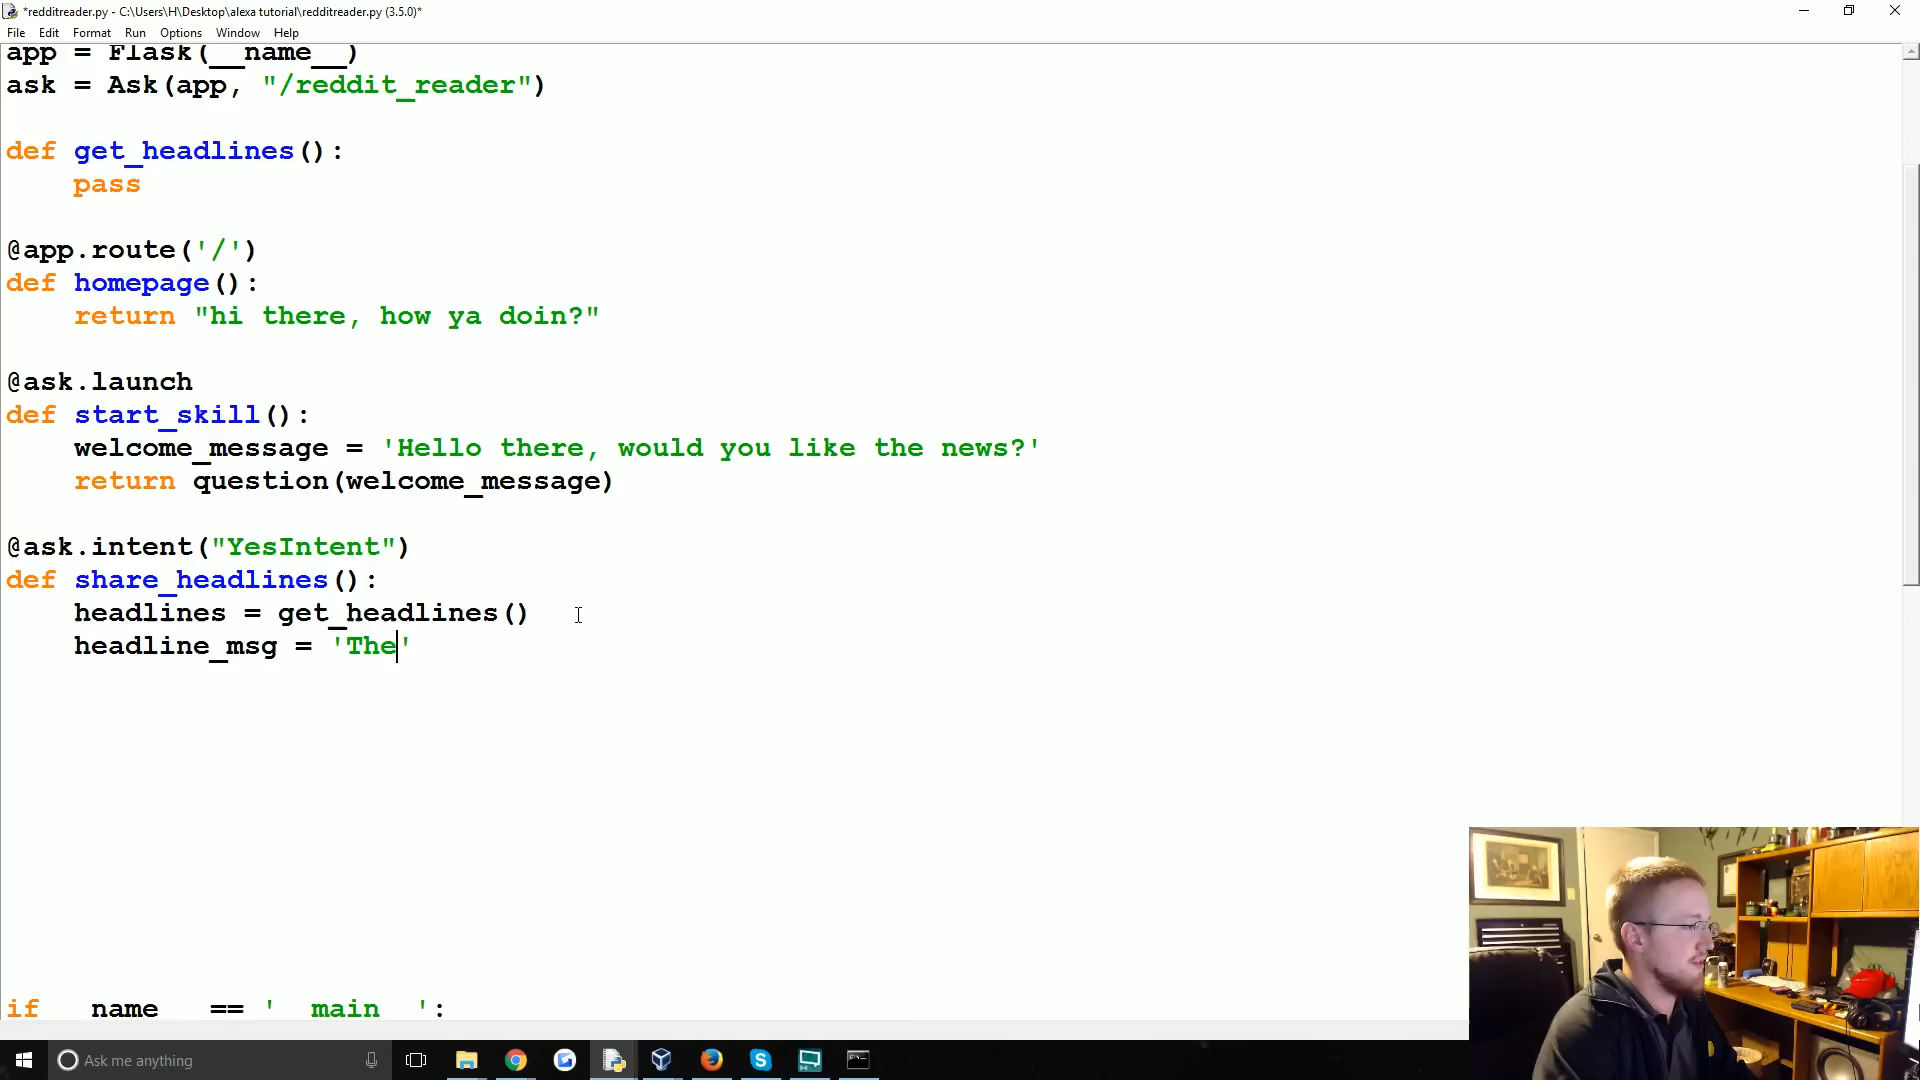 *redditreader.py - C:\Users\H\Desktop\alexa tutorial\redditreader.py (3.5.0)*
File Edit Format Run Options Window Help
app = Flask(__name__)
ask = Ask(app, "/reddit_reader")
def get_headlines():
pass
@app.route('/')
def homepage():
return "hi there, how ya doin?"
@ask.launch
def start_skill():
welcome_message = 'Hello there, would you like the news?'
return question(welcome_message)
@ask.intent("YesIntent")
def share_headlines():
headlines = get_headlines()
headline_msg = 'The'
if __name__ == '__main__':
Ask me anything